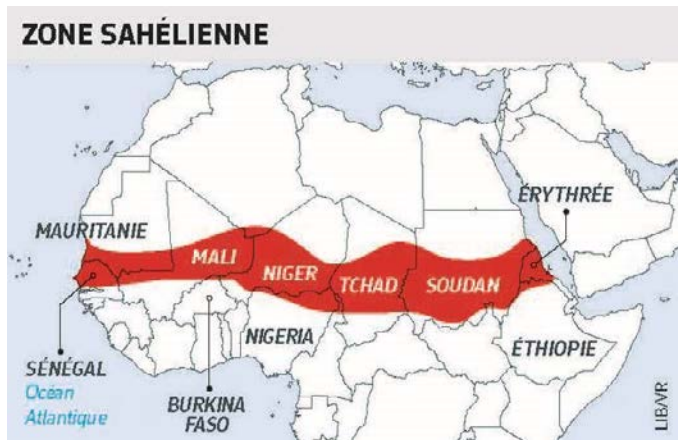 ZONE SAHÉLIENNE
ÉRYTHRÉE
MAURITANIE
MALI
NIGER
TCHAD
SOUDAN
NIGERIA
ÉTHIOPIE
SÉNÉGAL
Océan
Atlantique
BURKINA
FASO
LIB/VR